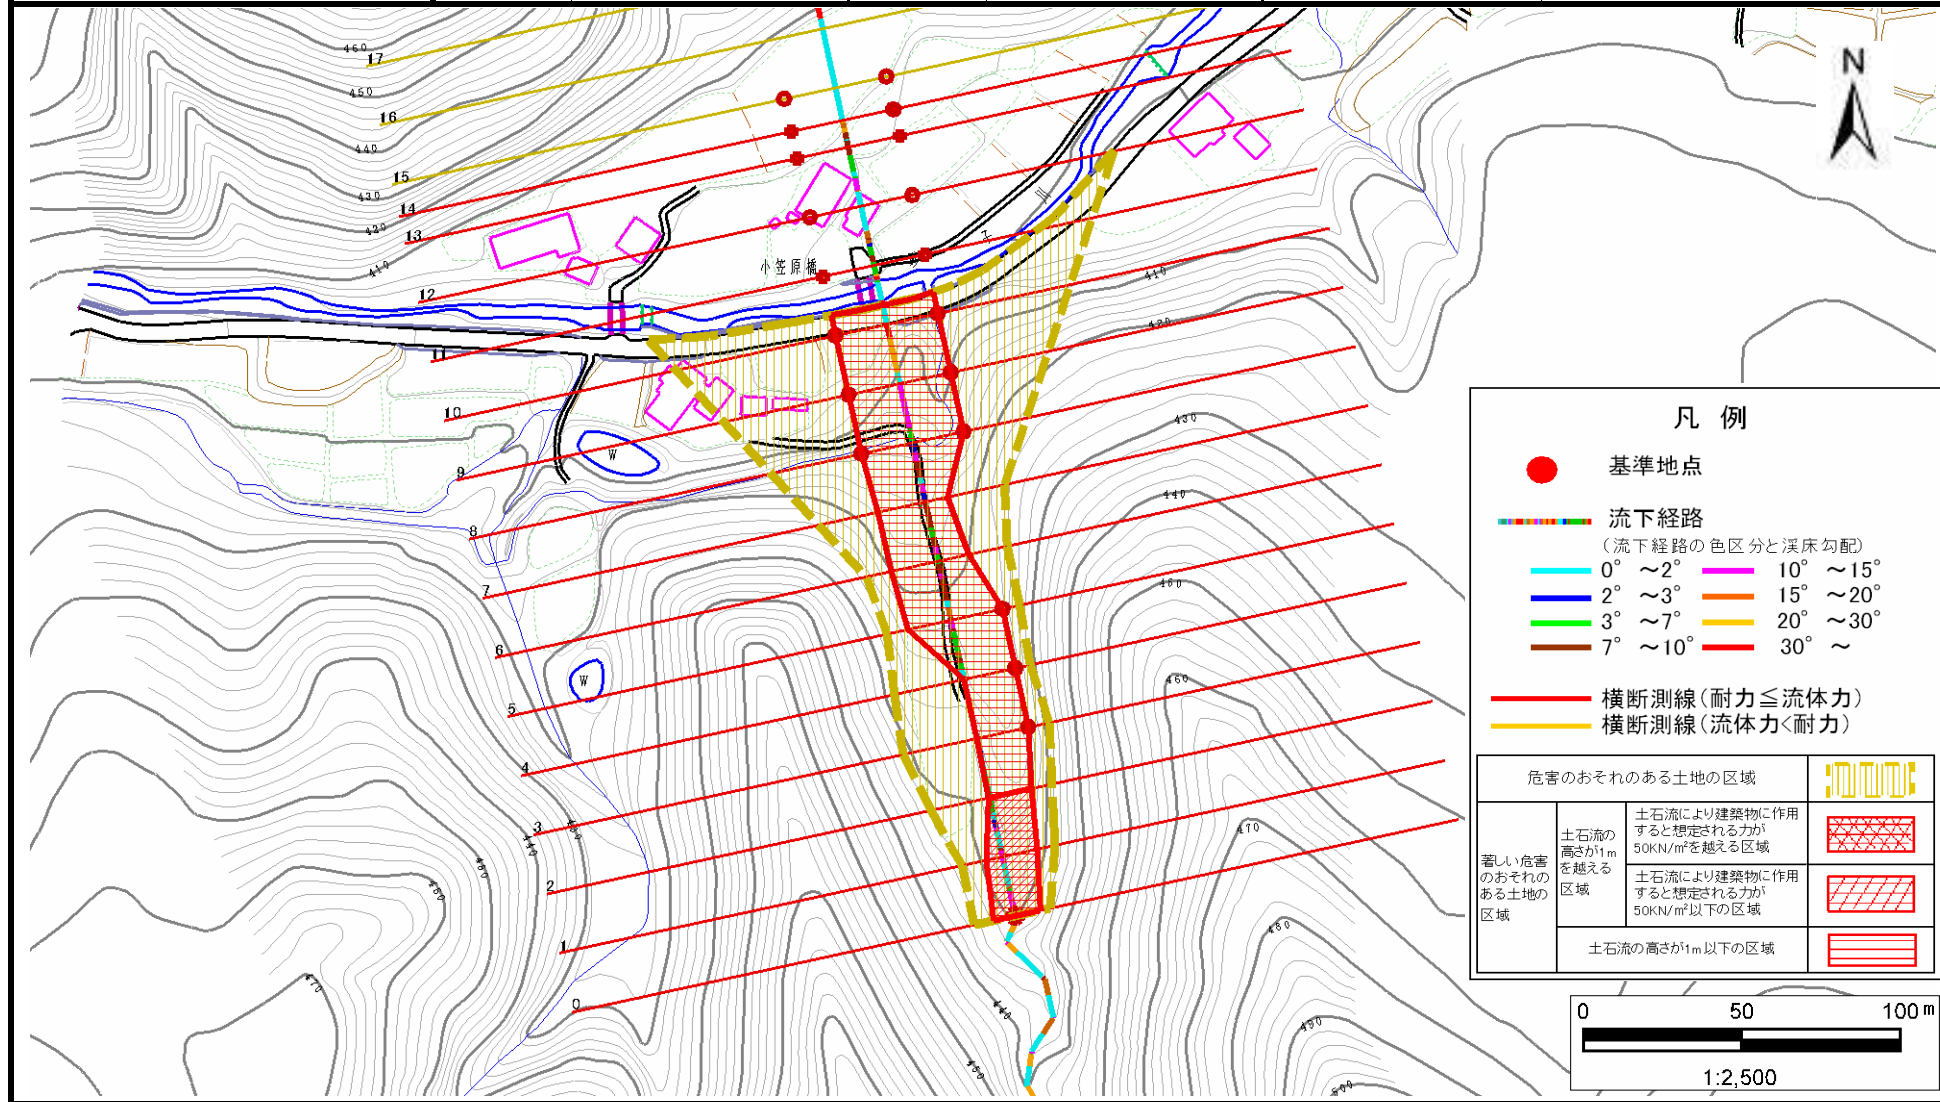 460
17
450
16
440
15
430
14
420
13
410
12
小笠原橋
11
10
9
8
7
6
5
4
3
2
1
0
W
W
410
420
430
440
450
460
470
480
490
500
430
440
480
480
470
440
460
N
凡 例
基準地点
流下経路
(流下経路の色区分と渓床勾配)
0° ～2° 10° ～15°
2° ～3° 15° ～20°
3° ～7° 20° ～30°
7° ～10° 30° ～
横断測線(耐力≦流体力)
横断測線(流体力<耐力)
危害のおそれのある土地の区域
著しい危害
のおそれの
ある土地の
区域
土石流の
高さが1m
を越える
区域
土石流により建築物に作用
すると想定される力が
50KN/㎡を越える区域
土石流により建築物に作用
すると想定される力が
50KN/㎡以下の区域
土石流の高さが1m以下の区域
0 50 100m
1:2,500